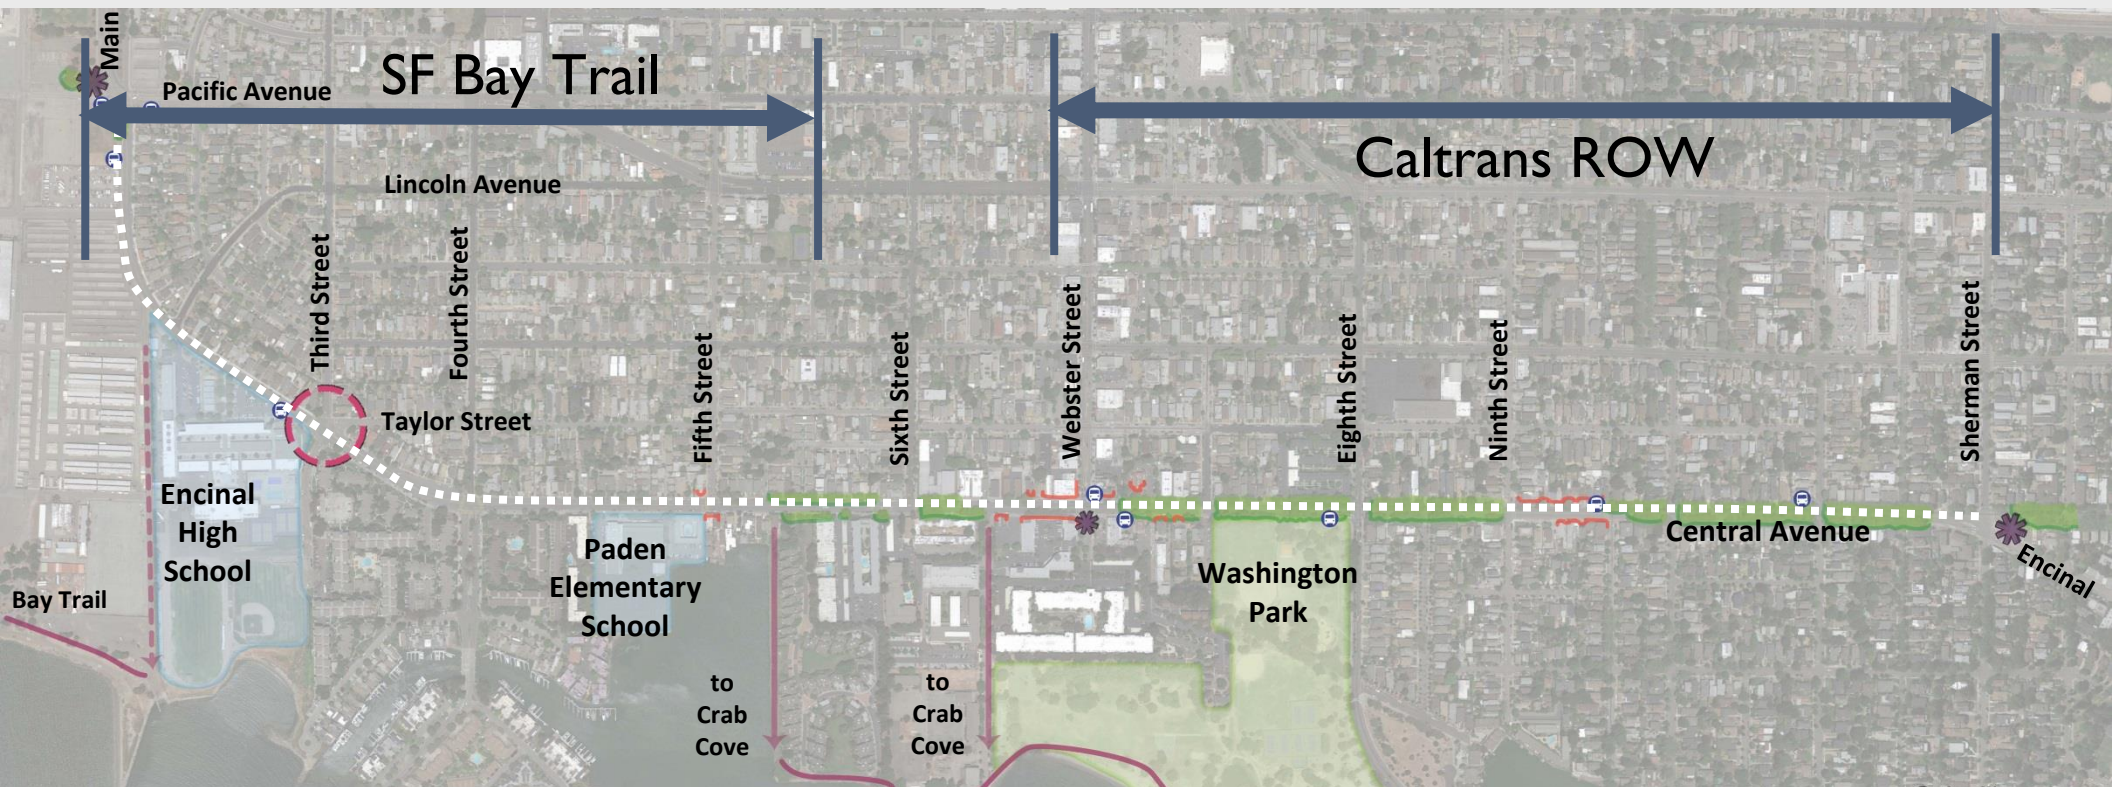 Main
SF Bay Trail
Pacific Avenue
Caltrans ROW
Lincoln Avenue
Third Street
Fourth Street
Fifth Street
Sixth Street
Webster Street
Eighth Street
Ninth Street
Sherman Street
Taylor Street
Encinal
High
School
Paden
Elementary
School
Washington
Park
Central Avenue
Encinal
Bay Trail
to
Crab
Cove
to
Crab
Cove